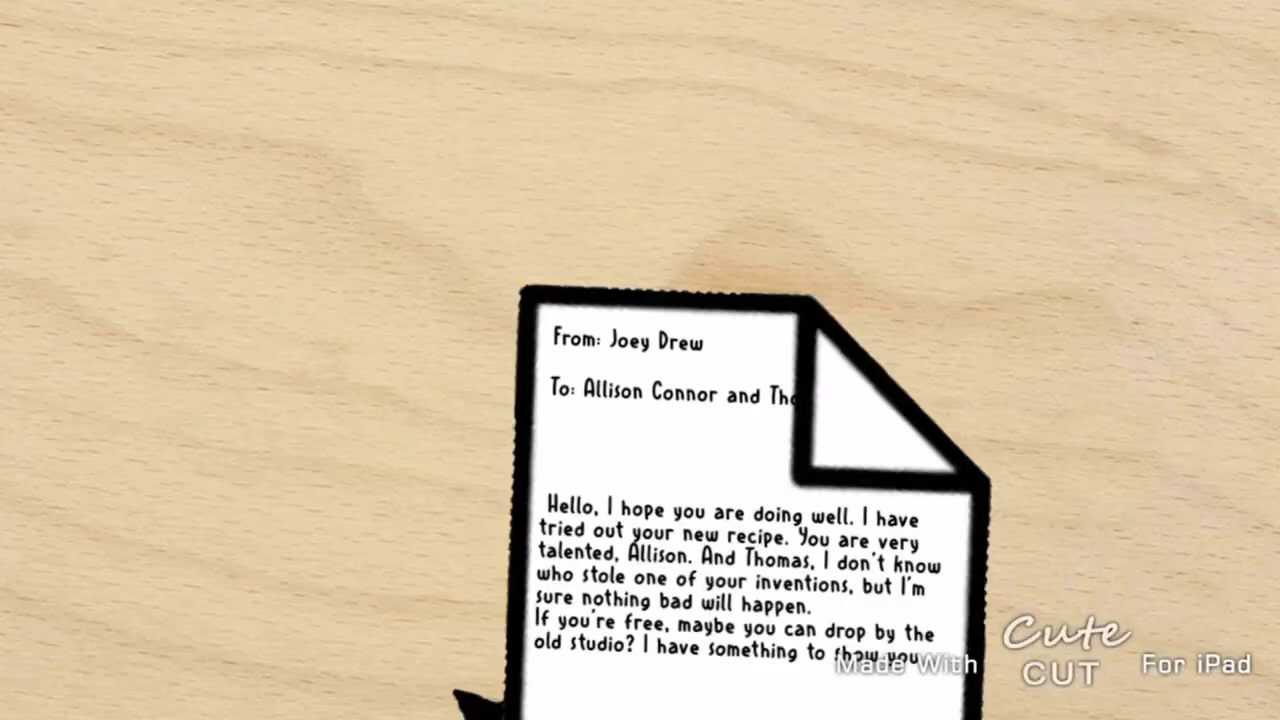 From: Joey Drew
To: Allison Connor and Tho
Hello, I hope you are doing well. I have
tried out your new recipe. You are very
talented, Allison. And Thomas, I don't know
who stole one of your inventions, but I'm
sure nothing bad will happen.
If you're free, maybe you can drop by the
old studio? I have something to show you
Made With Cute CUT For iPad